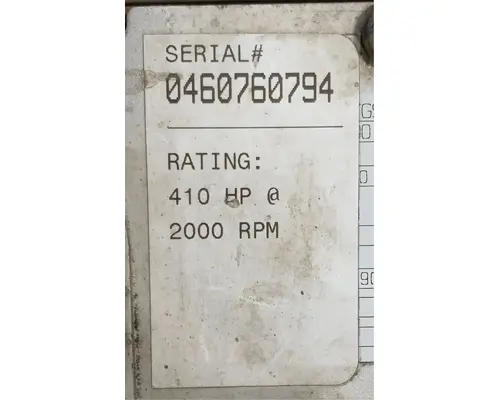 SERIAL#
0460760794
RATING:
410 HP @
2000 RPM